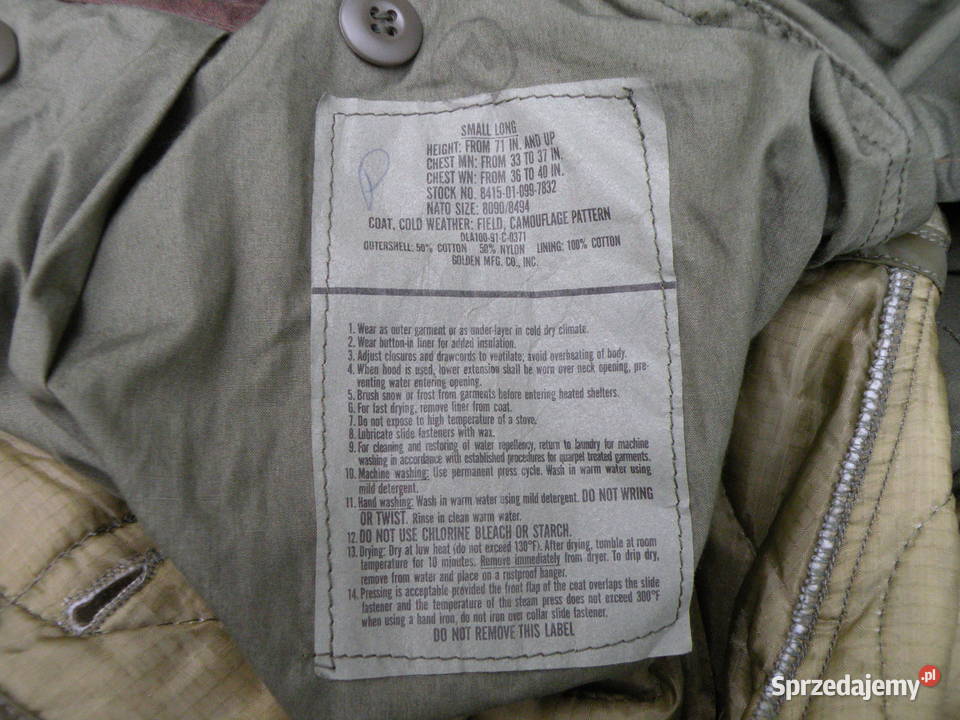 SMALL LONG
HEIGHT: FROM 71 IN. AND UP
CHEST MN: FROM 33 TO 37 IN.
CHEST WN: FROM 36 TO 40 IN.
STOCK NO. 8415-01-099-7832
NATO SIZE: 8090/8494
COAT, COLD WEATHER: FIELD, CAMOUFLAGE PATTERN
DLA100-91-C-0371
OUTERSHELL: 50% COTTON 50% NYLON LINING: 100% COTTON
GOLDEN MFG. CO., INC.
1. Wear as outer garment or as under-layer in cold dry climate.
2. Wear button-in liner for added insulation.
3. Adjust closures and drawcords to ventilate; avoid overheating of body.
4. When hood is used, lower extension shall be worn over neck opening, pre-
venting water entering opening.
5. Brush snow or frost from garments before entering heated shelters.
6. For fast drying, remove liner from coat.
7. Do not expose to high temperature of a stove.
8. Lubricate slide fasteners with wax.
9. For cleaning and restoring of water repellency, return to laundry for machine
washing in accordance with established procedures for quarpel treated garments.
10. Machine washing: Use permanent press cycle. Wash in warm water using
mild detergent.
11. Hand washing: Wash in warm water using mild detergent. DO NOT WRING
OR TWIST. Rinse in clean warm water.
12. DO NOT USE CHLORINE BLEACH OR STARCH.
13. Drying: Dry at low heat (do not exceed 130°F). After drying, tumble at room
temperature for 10 minutes. Remove immediately from dryer. To drip dry,
remove from water and place on a rustproof hanger.
14. Pressing is acceptable provided the front flap of the coat overlaps the slide
fastener and the temperature of the steam press does not exceed 300°F
when using a hand iron, do not iron over collar slide fastener.
DO NOT REMOVE THIS LABEL
Sprzedajemy.pl